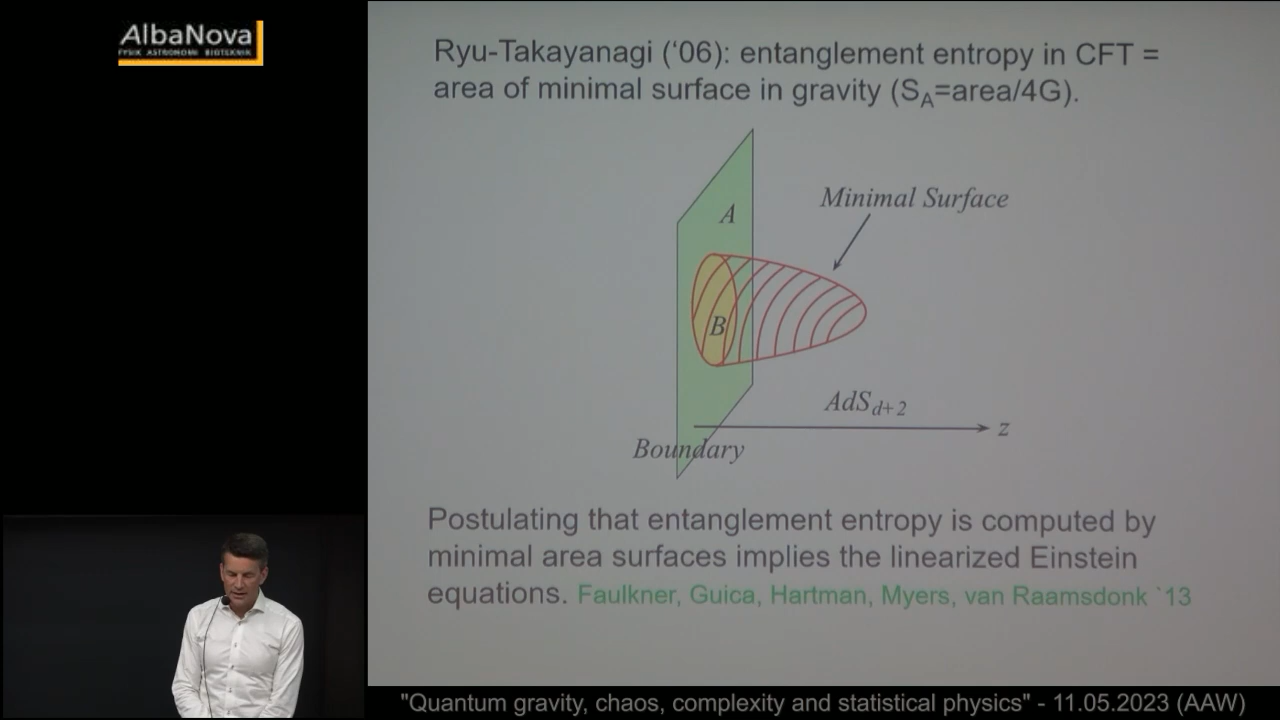 AlbaNova
FYSIK ASTRONOMI BIOTEKNIK
Ryu-Takayanagi (‘06): entanglement entropy in CFT =
area of minimal surface in gravity (S_A=area/4G).
A
Minimal Surface
B
AdS_{d+2}
z
Boundary
Postulating that entanglement entropy is computed by
minimal area surfaces implies the linearized Einstein
equations. Faulkner, Guica, Hartman, Myers, van Raamsdonk `13
"Quantum gravity, chaos, complexity and statistical physics" - 11.05.2023 (AAW)